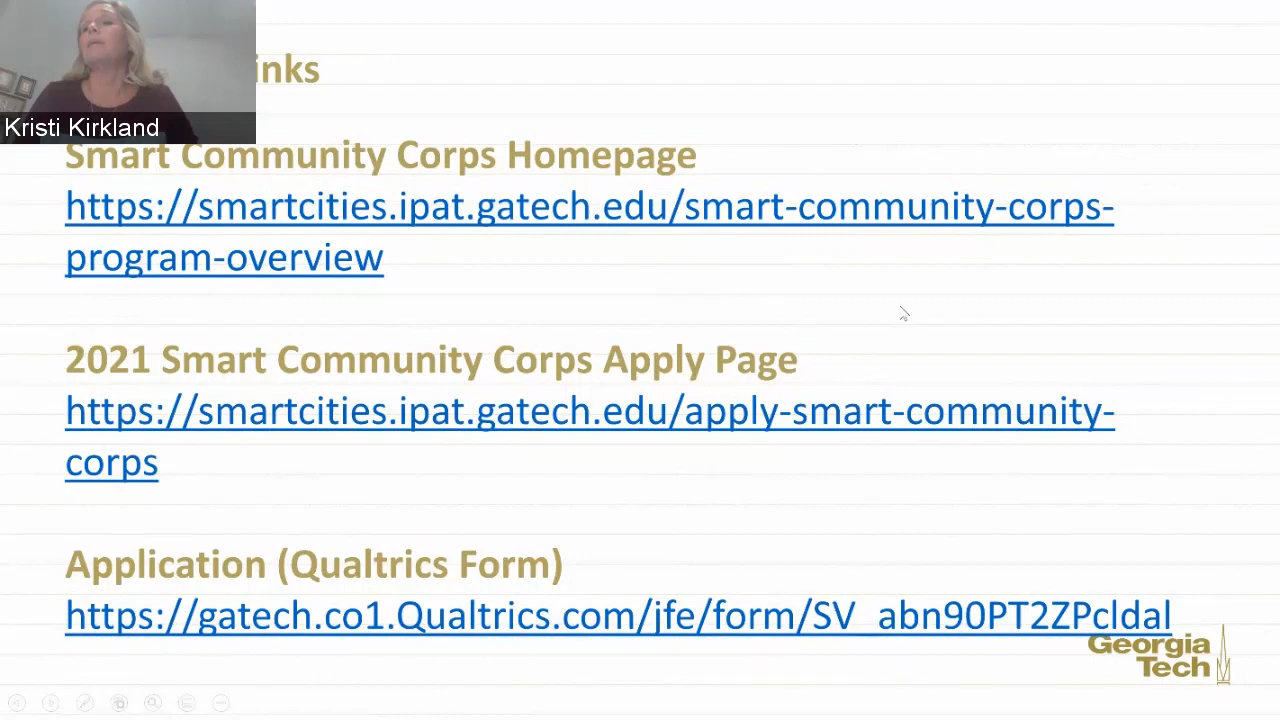 inks
Kristi Kirkland
Smart Community Corps Homepage
https://smartcities.ipat.gatech.edu/smart-community-corps-
program-overview
2021 Smart Community Corps Apply Page
https://smartcities.ipat.gatech.edu/apply-smart-community-
corps
Application (Qualtrics Form)
https://gatech.co1.Qualtrics.com/jfe/form/SV_abn90PT2ZPcldal
Georgia
Tech